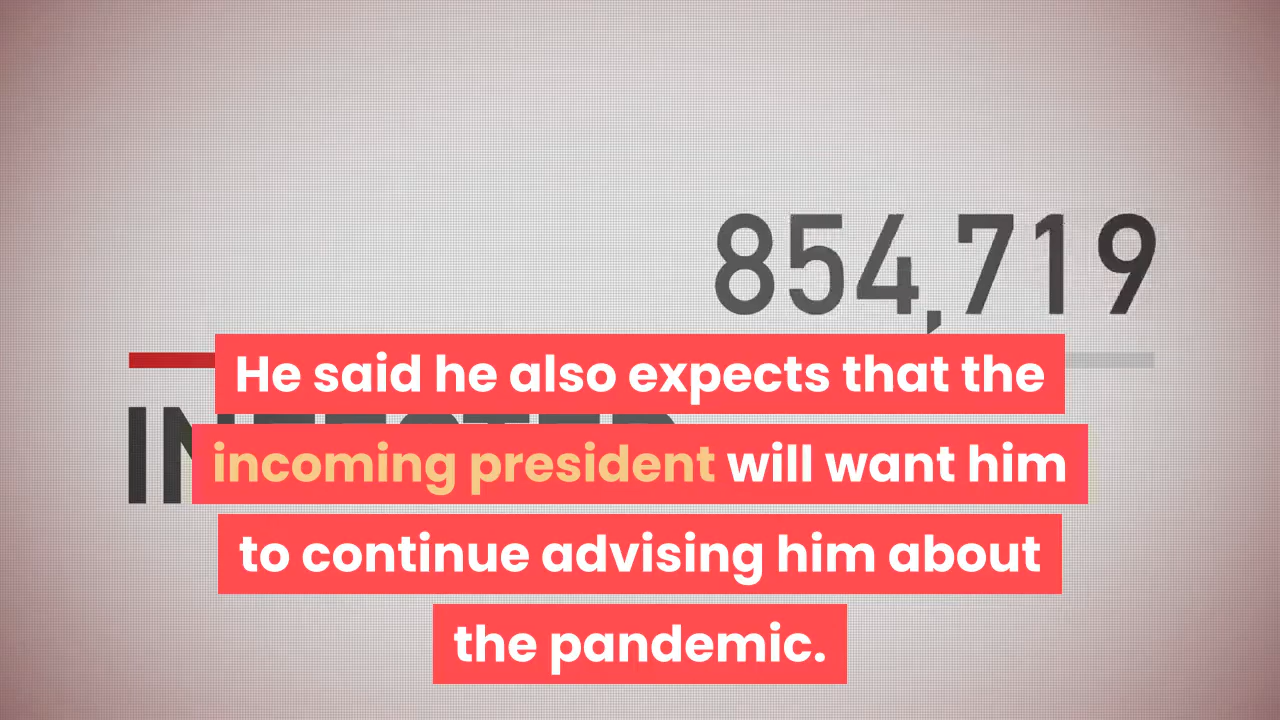 854,719
He said he also expects that the
incoming president will want him
to continue advising him about
the pandemic.